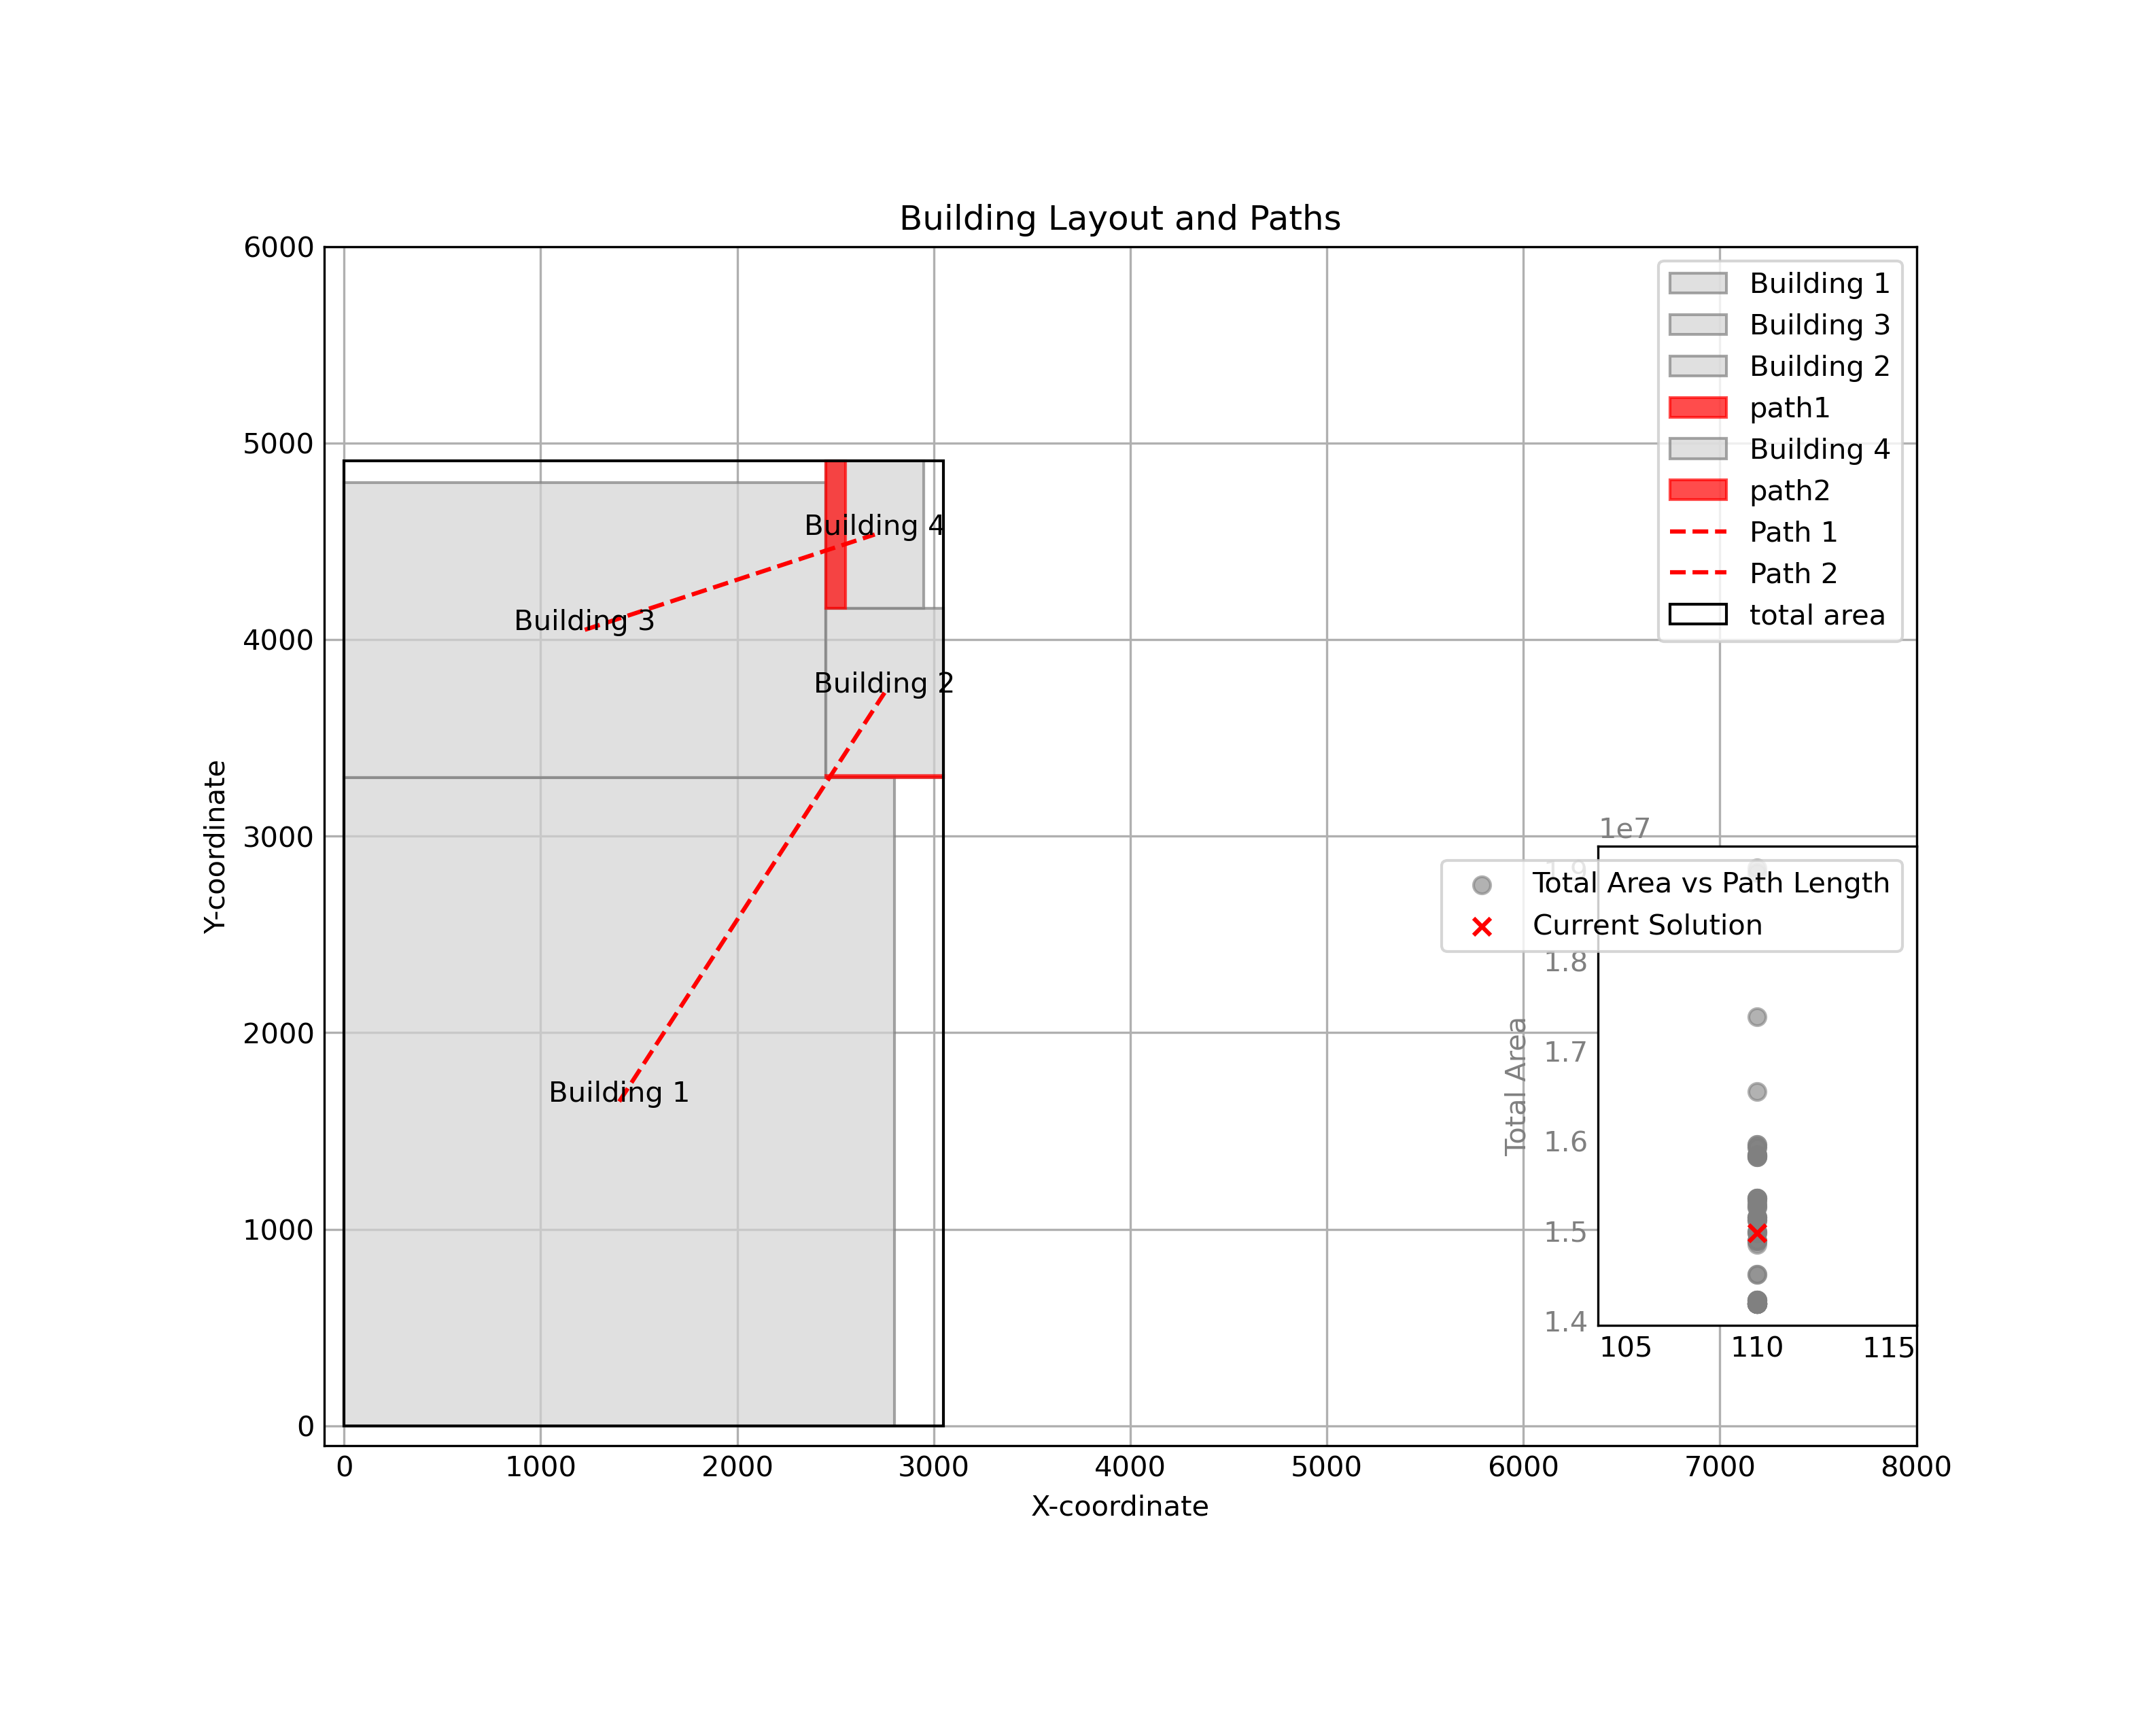 Building Layout and Paths
6000
5000
4000
3000
2000
1000
0
Y-coordinate
0
1000
2000
3000
4000
5000
6000
7000
8000
X-coordinate
Building 4
Building 3
Building 2
Building 1
Building 1
Building 3
Building 2
path1
Building 4
path2
Path 1
Path 2
total area
1e7
1.9
Total Area vs Path Length
Current Solution
1.8
1.7
1.6
1.5
1.4
Total Area
105
110
115